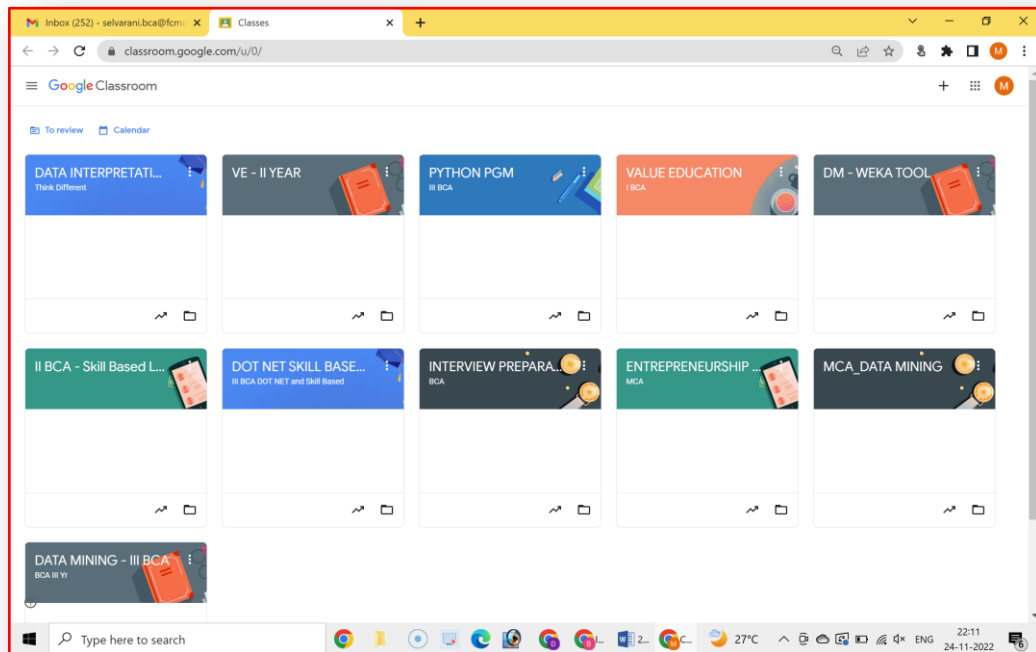 Inbox (252) - selvarani.bca@fcmd
Classes
classroom.google.com/u/0/
M
Google Classroom
M
To review
Calendar
DATA INTERPRETATI...
Think Different
VE - II YEAR
PYTHON PGM
III BCA
VALUE EDUCATION
I BCA
DM - WEKA TOOL
II BCA - Skill Based L...
DOT NET SKILL BASE...
III BCA DOT NET and Skill Based
INTERVIEW PREPARA...
BCA
ENTREPRENEURSHIP ...
MCA
MCA_DATA MINING
DATA MINING - III BCA
BCA III Yr
Type here to search
2...
C...
27°C
ENG
22:11
24-11-2022
6